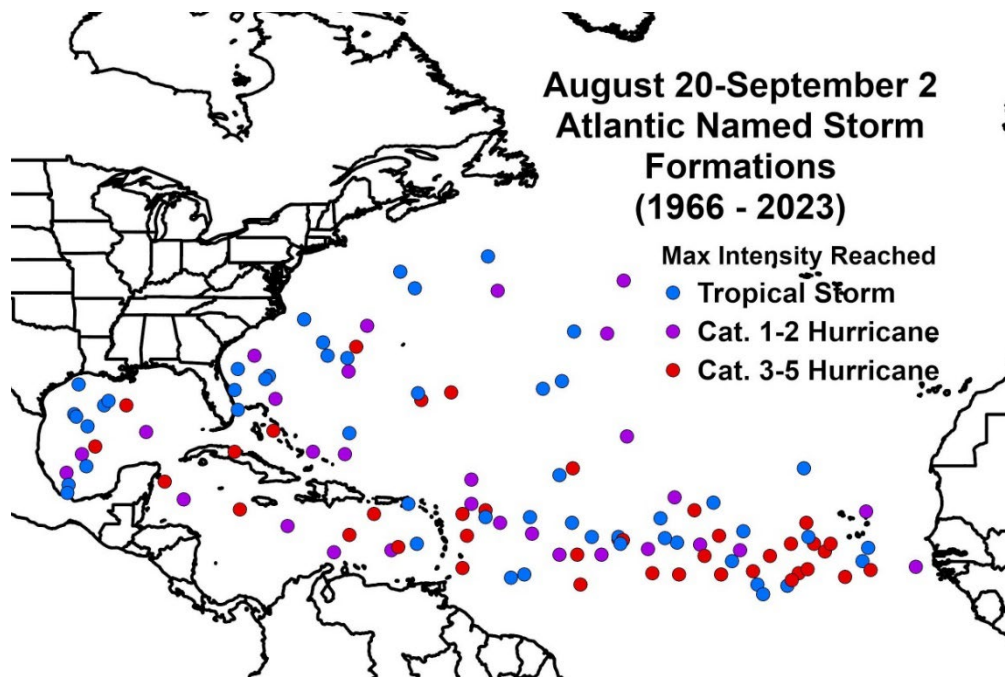 August 20-September 2
Atlantic Named Storm
Formations
(1966 - 2023)
Max Intensity Reached
Tropical Storm
Cat. 1-2 Hurricane
Cat. 3-5 Hurricane